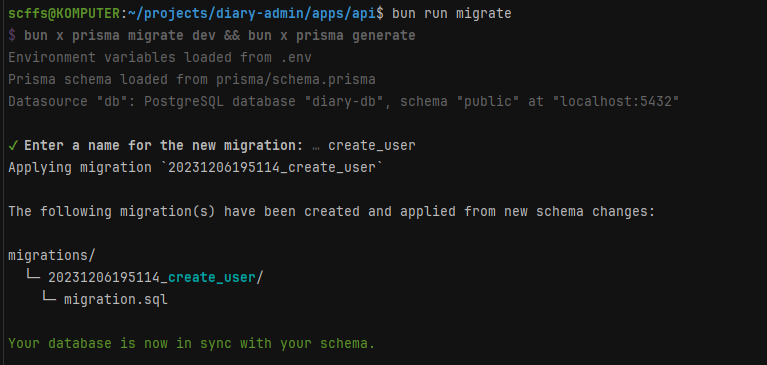 scffs@KOMPUTER:~/projects/diary-admin/apps/api$ bun run migrate
$ bun x prisma migrate dev && bun x prisma generate
Environment variables loaded from .env
Prisma schema loaded from prisma/schema.prisma
Datasource "db": PostgreSQL database "diary-db", schema "public" at "localhost:5432"
✓ Enter a name for the new migration: … create_user
Applying migration `20231206195114_create_user`
The following migration(s) have been created and applied from new schema changes:
migrations/
└─ 20231206195114_create_user/
└─ migration.sql
Your database is now in sync with your schema.